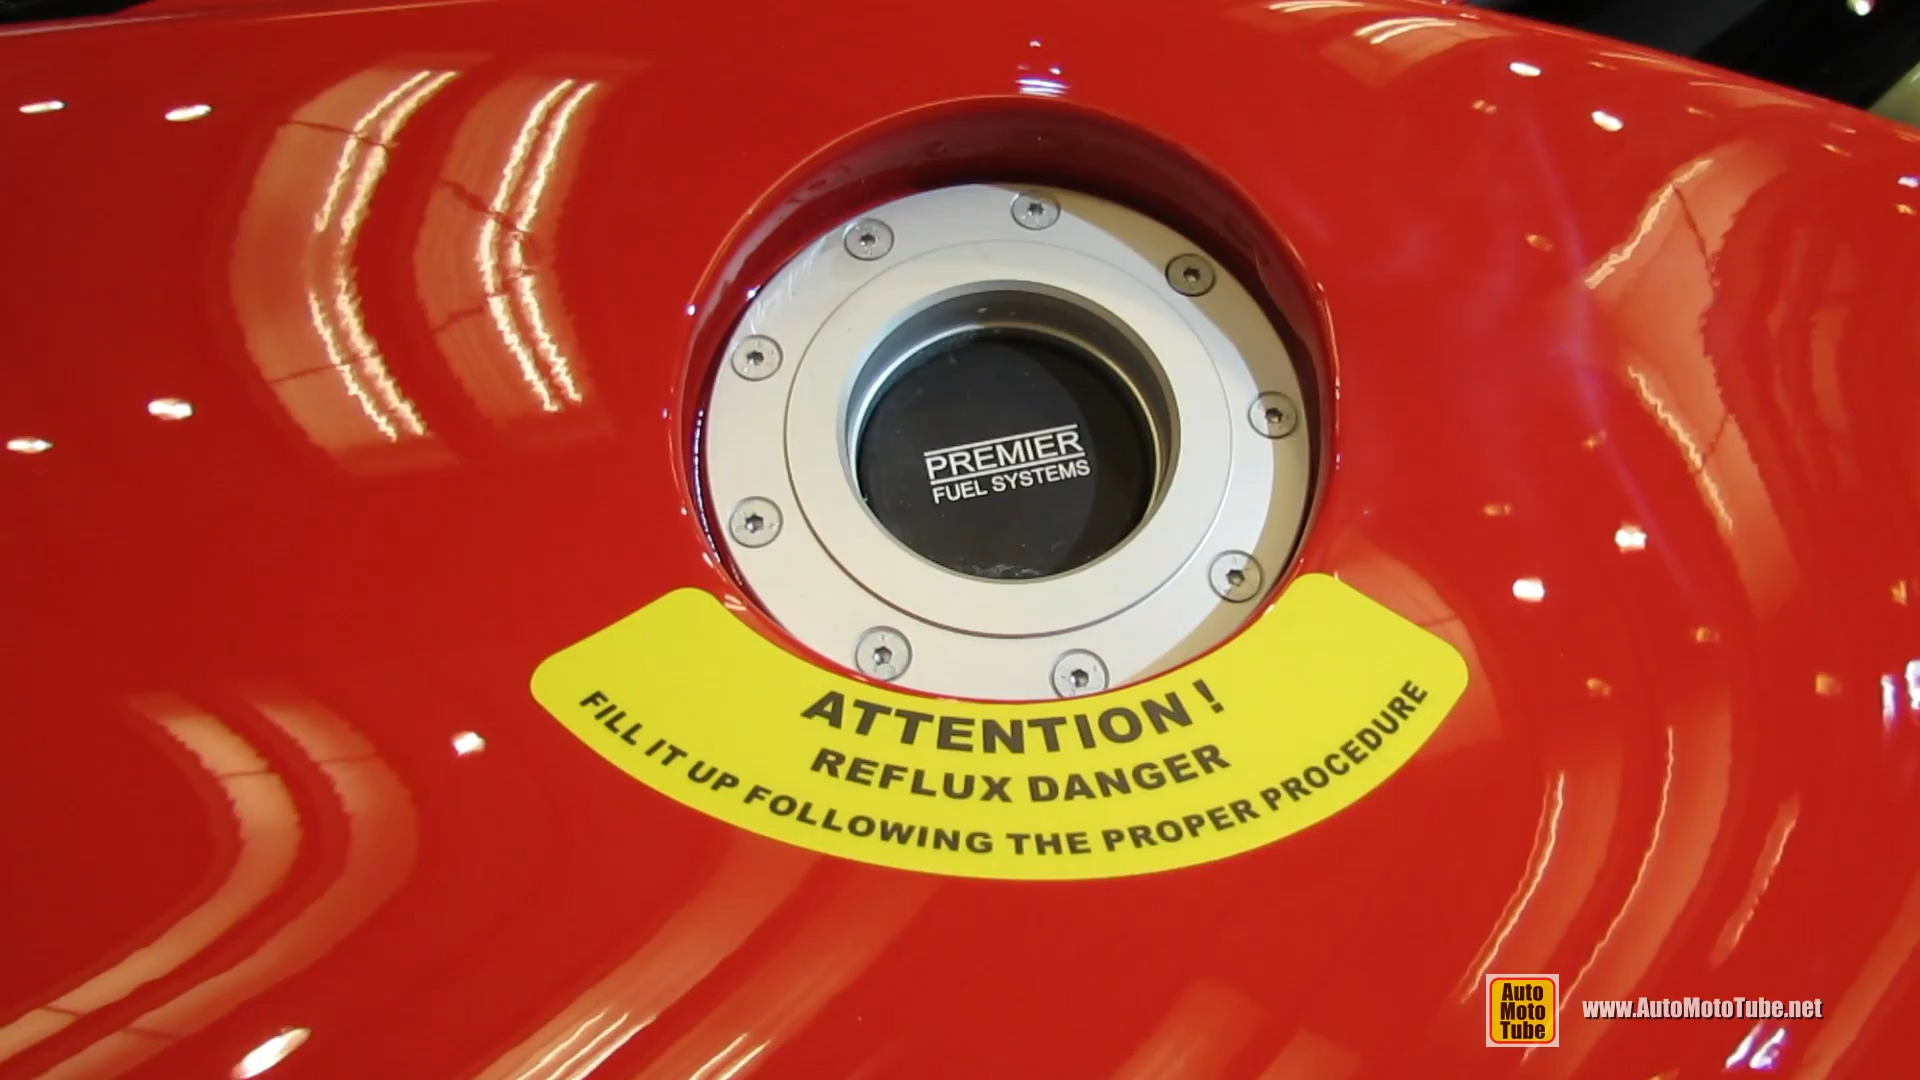 PREMIER
FUEL SYSTEMS
ATTENTION!
REFLUX DANGER
FILL IT UP FOLLOWING THE PROPER PROCEDURE
Auto
Moto
Tube
www.AutoMotoTube.net